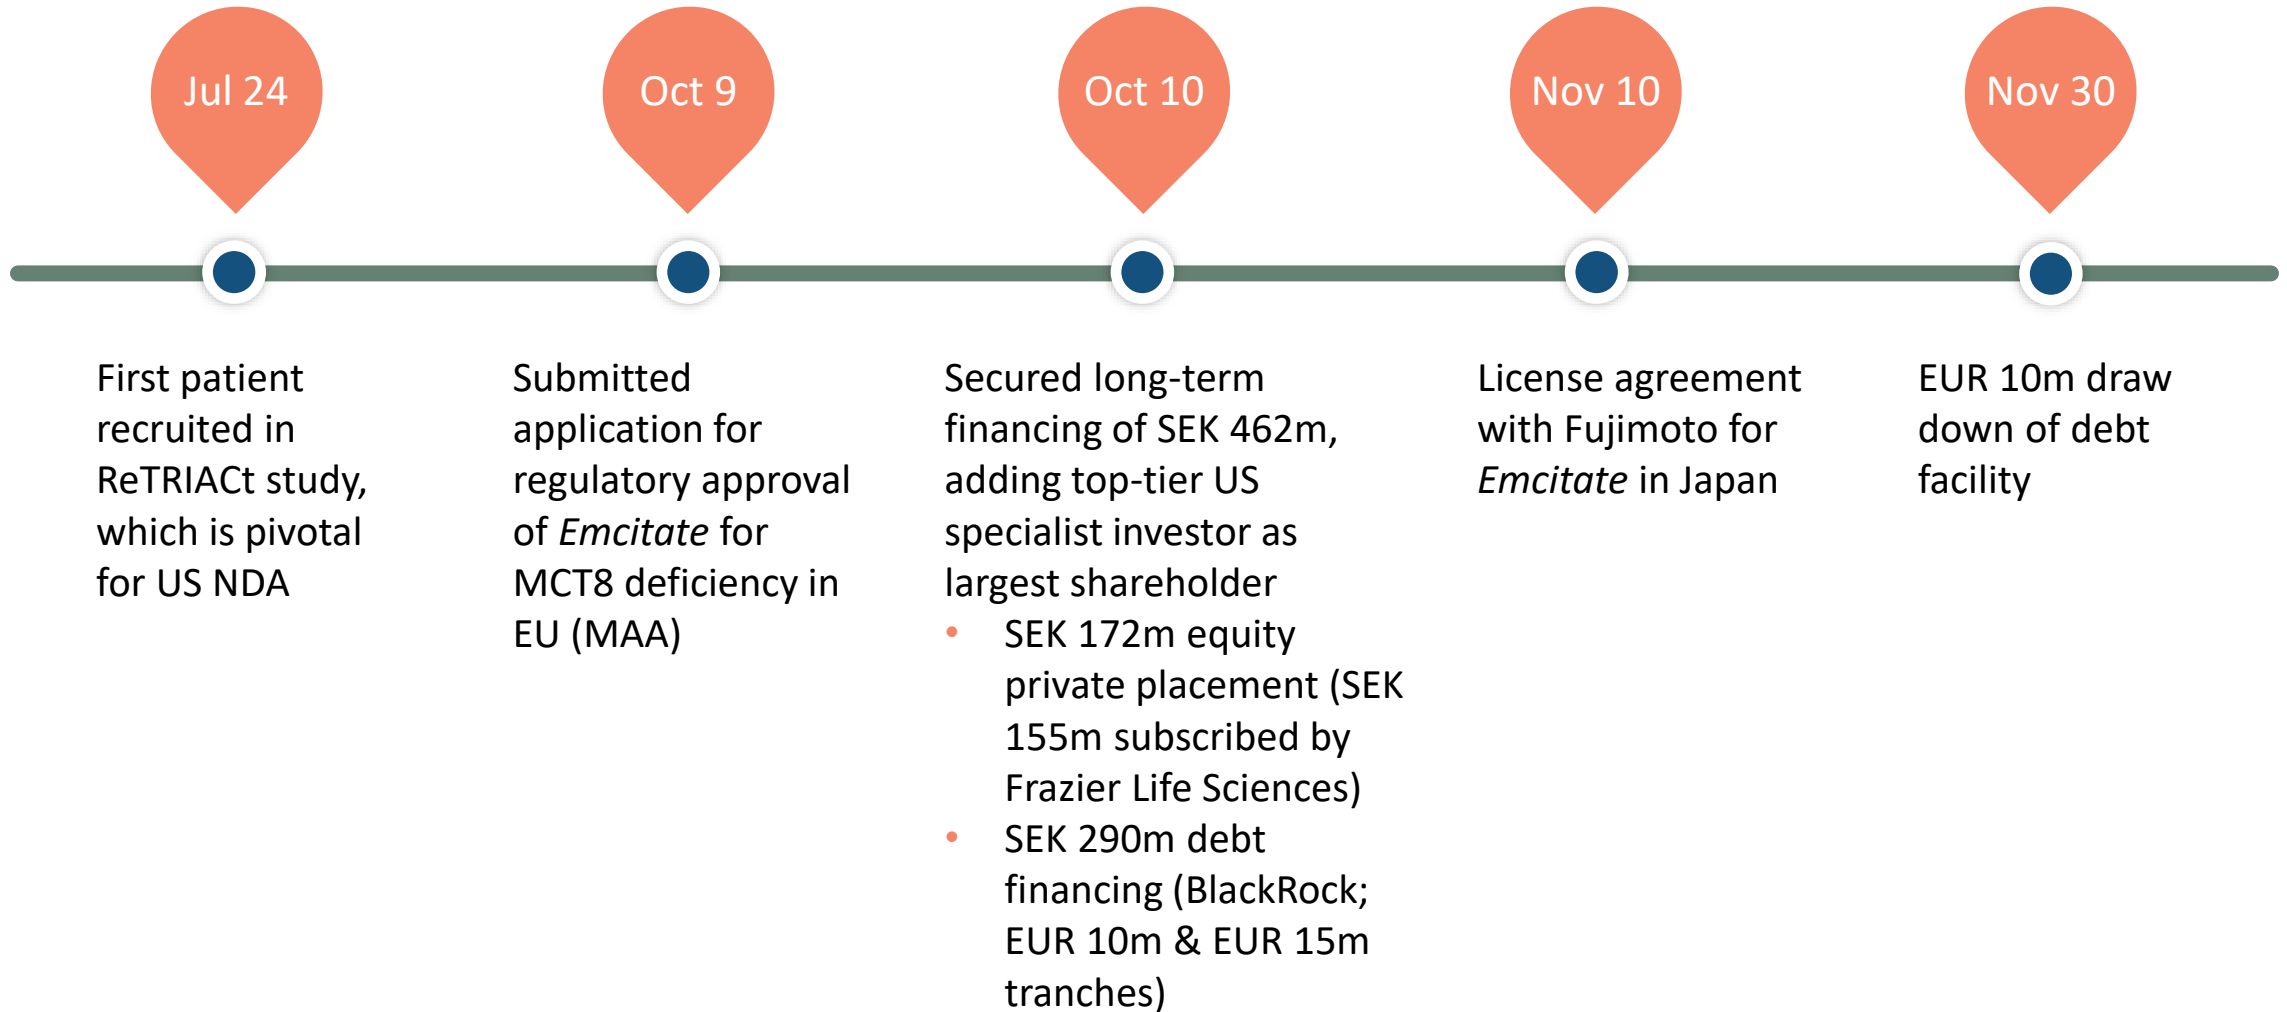 Jul 24
First patient
recruited in
ReTRIACt study,
which is pivotal
for US NDA
Oct 9
Submitted
application for
regulatory approval
of Emcitate for
MCT8 deficiency in
EU (MAA)
Oct 10
Secured long-term
financing of SEK 462m,
adding top-tier US
specialist investor as
largest shareholder
• SEK 172m equity
private placement (SEK
155m subscribed by
Frazier Life Sciences)
• SEK 290m debt
financing (BlackRock;
EUR 10m & EUR 15m
tranches)
Nov 10
License agreement
with Fujimoto for
Emcitate in Japan
Nov 30
EUR 10m draw
down of debt
facility